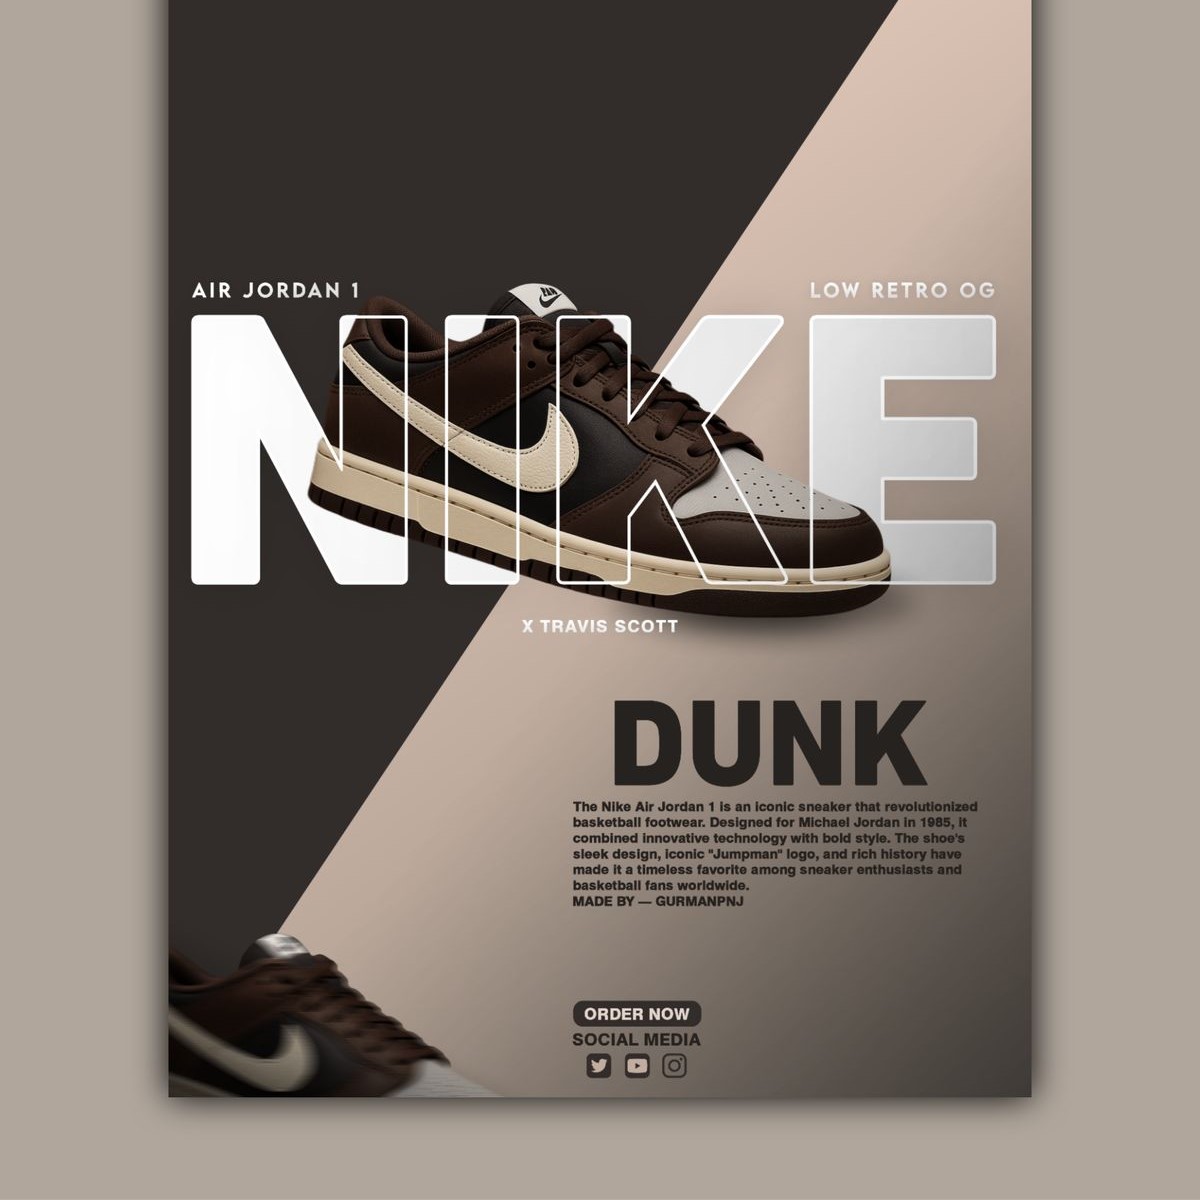 AIR JORDAN 1
LOW RETRO OG
NIKE
X TRAVIS SCOTT
DUNK
The Nike Air Jordan 1 is an iconic sneaker that revolutionized
basketball footwear. Designed for Michael Jordan in 1985, it
combined innovative technology with bold style. The shoe's
sleek design, iconic "Jumpman" logo, and rich history have
made it a timeless favorite among sneaker enthusiasts and
basketball fans worldwide.
MADE BY — GURMANPNJ
ORDER NOW
SOCIAL MEDIA